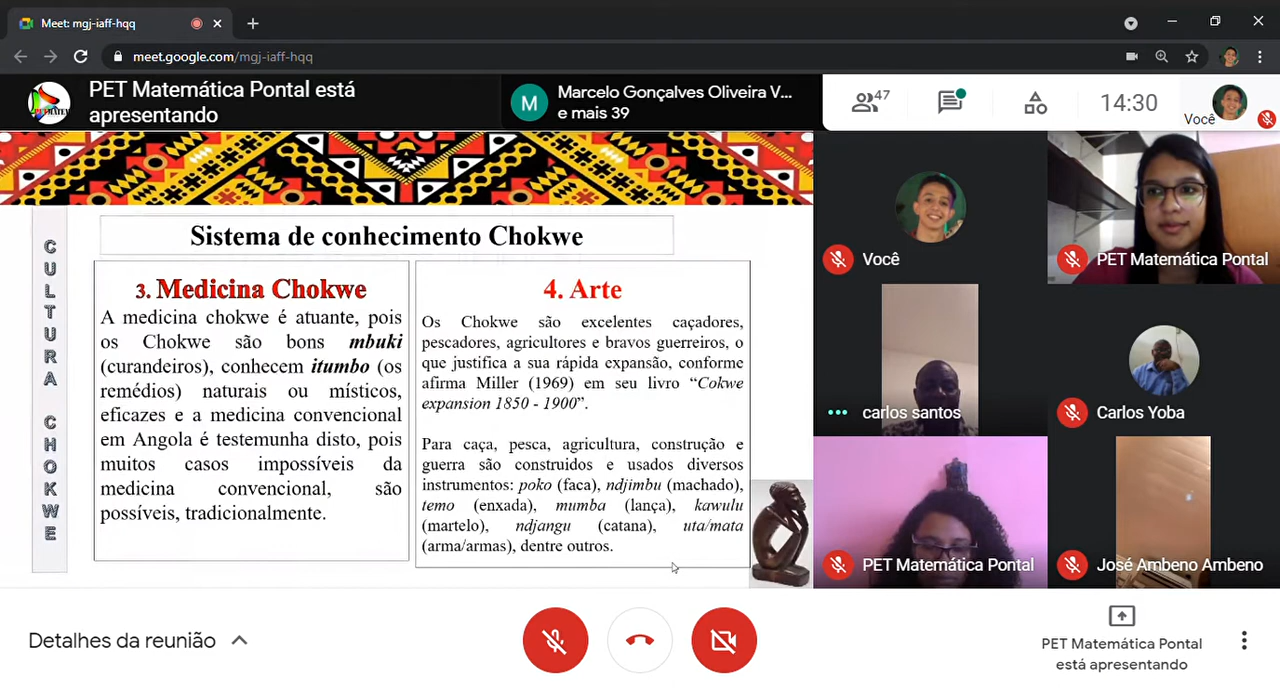 Meet: mgj-iaff-hqq
meet.google.com/mgj-iaff-hqq
PET Matemática Pontal está
apresentando
M
Marcelo Gonçalves Oliveira V...
e mais 39
47
14:30
Você
CULTURA CHOKWE
Sistema de conhecimento Chokwe
3. Medicina Chokwe
A medicina chokwe é atuante, pois
os Chokwe são bons mbuki
(curandeiros), conhecem itumbo (os
remédios) naturais ou místicos,
eficazes e a medicina convencional
em Angola é testemunha disto, pois
muitos casos impossíveis da
medicina convencional, são
possíveis, tradicionalmente.
4. Arte
Os Chokwe são excelentes caçadores,
pescadores, agricultores e bravos guerreiros, o
que justifica a sua rápida expansão, conforme
afirma Miller (1969) em seu livro “Cokwe
expansion 1850 - 1900”.
Para caça, pesca, agricultura, construção e
guerra são construidos e usados diversos
instrumentos: poko (faca), ndjimbu (machado),
temo (enxada), mumba (lança), kawulu
(martelo), ndjangu (catana), uta/mata
(arma/armas), dentre outros.
Você
PET Matemática Pontal
carlos santos
Carlos Yoba
PET Matemática Pontal
José Ambeno Ambeno
Detalhes da reunião
PET Matemática Pontal
está apresentando